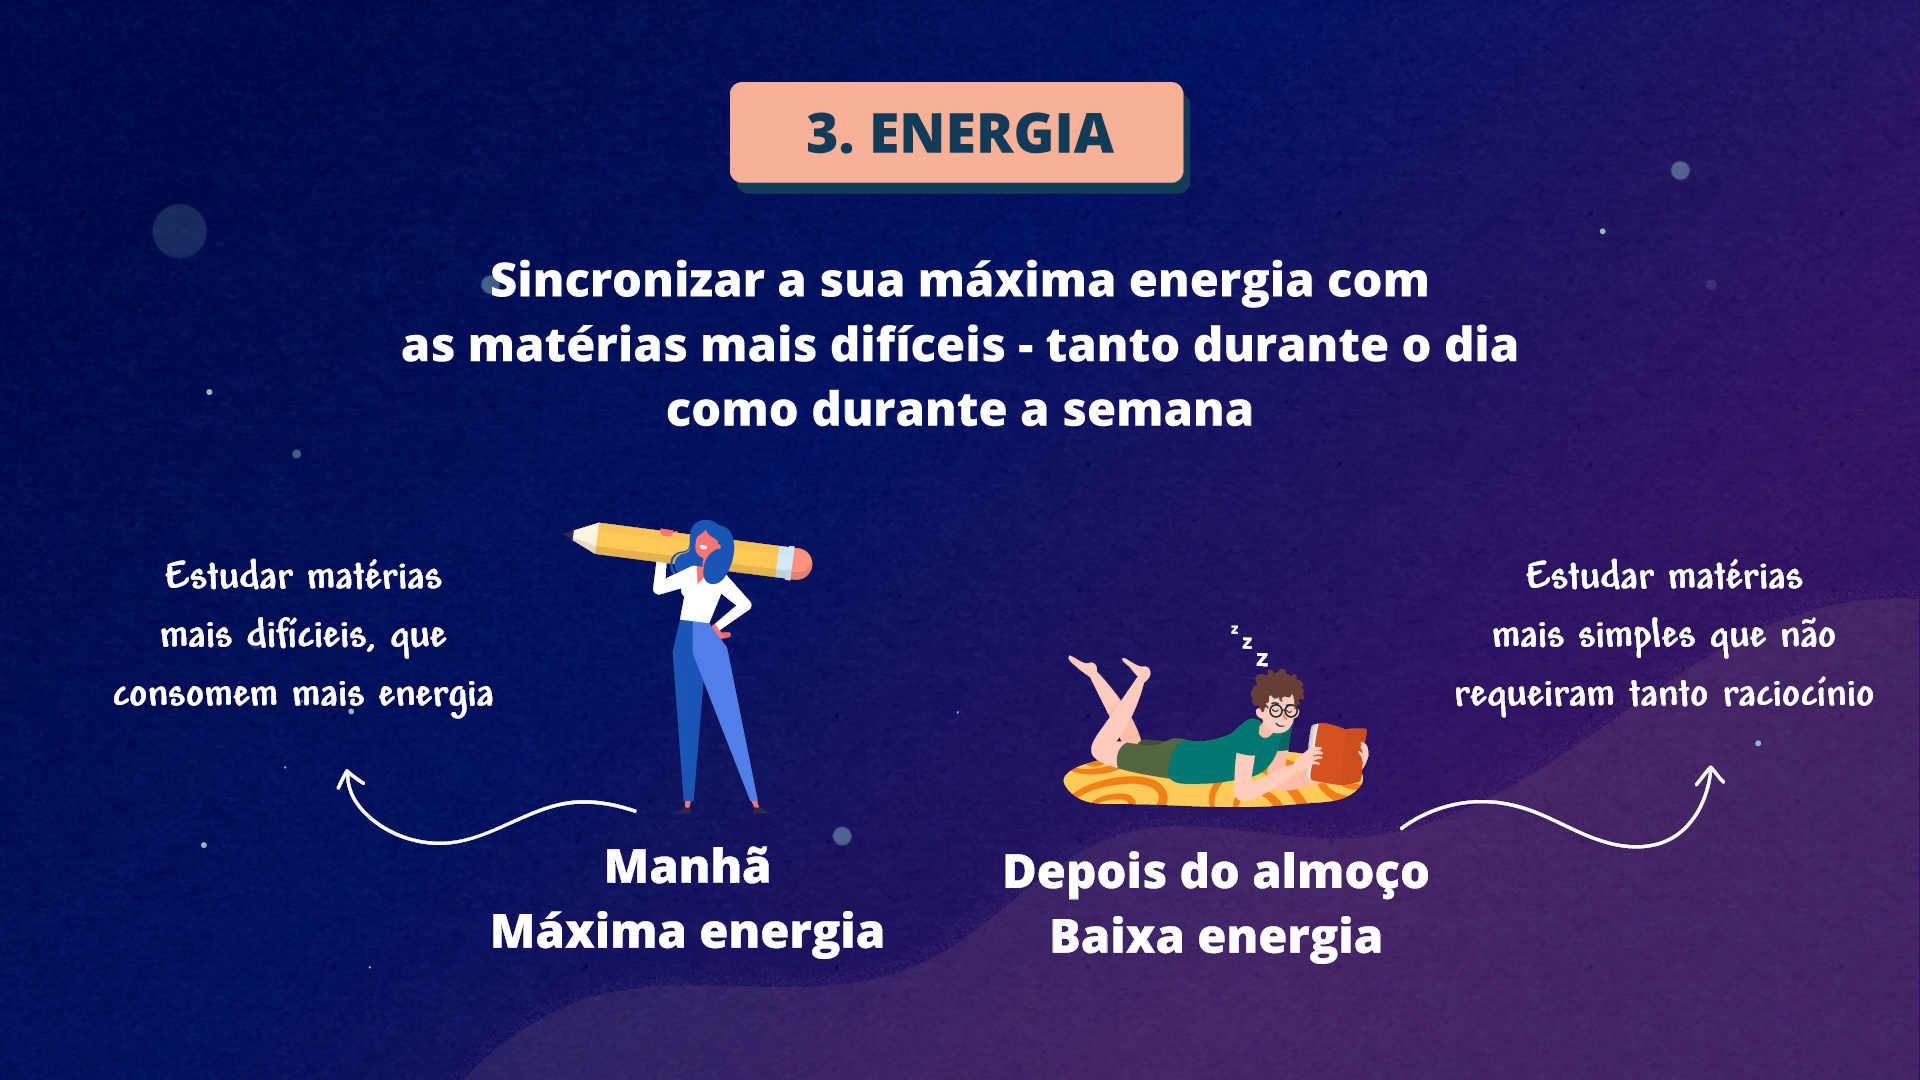 3. ENERGIA
Sincronizar a sua máxima energia com
as matérias mais difíceis - tanto durante o dia
como durante a semana
Estudar matérias
mais difícieis, que
consomem mais energia
Manhã
Máxima energia
z
z
z
Depois do almoço
Baixa energia
Estudar matérias
mais simples que não
requeiram tanto raciocínio